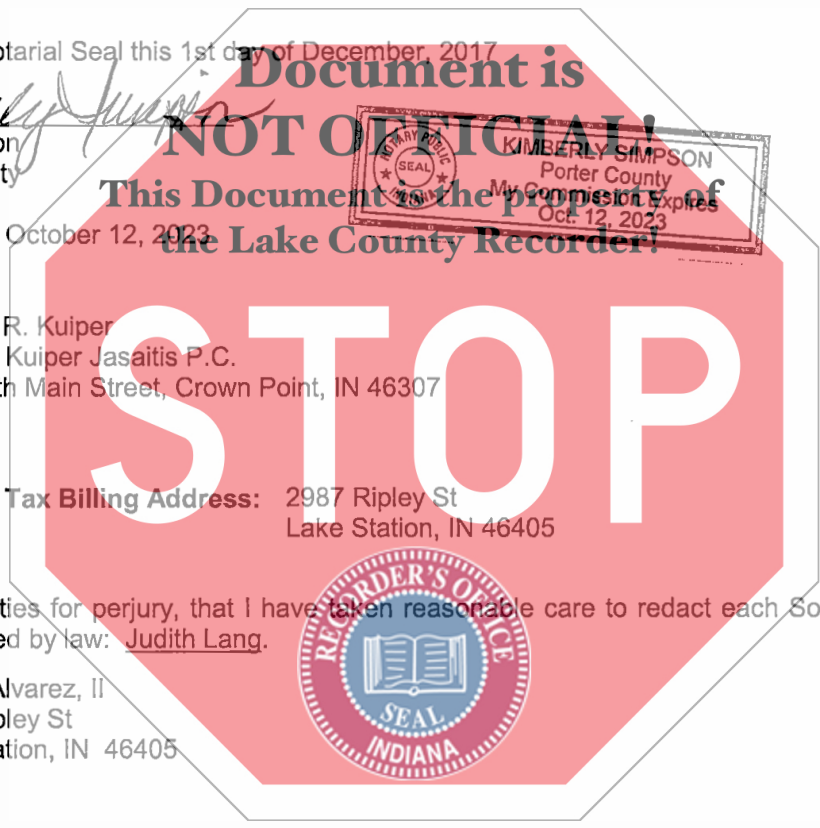 otarial Seal this 1st day of December, 2017
Document is
NOT OFFICIAL!
This Document is the property of
the Lake County Recorder!
NOTARY PUBLIC
SEAL
INDIANA
KIMBERLY SIMPSON
Porter County
My Commission Expires
Oct. 12, 2023
on
ty
October 12, 2023
R. Kuiper
Kuiper Jasaitis P.C.
th Main Street, Crown Point, IN 46307
STOP
Tax Billing Address: 2987 Ripley St
Lake Station, IN 46405
ties for perjury, that I have taken reasonable care to redact each So
ed by law: Judith Lang.
RECORDER'S OFFICE
SEAL
INDIANA
Alvarez, II
pley St
ation, IN 46405